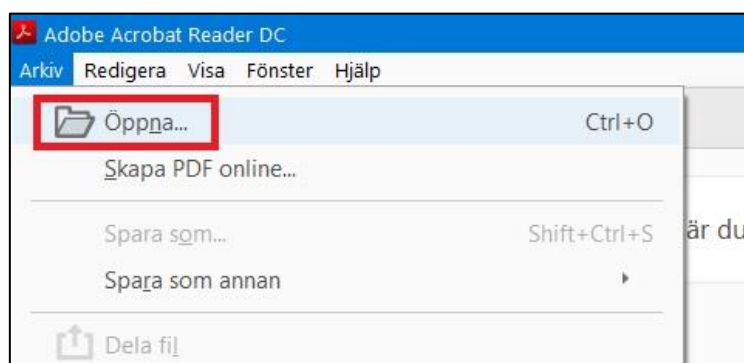 Adobe Acrobat Reader DC
Arkiv Redigera Visa Fönster Hjälp
Öppna... Ctrl+O
Skapa PDF online...
Spara som... Shift+Ctrl+S
är du
Spara som annan
Dela fil